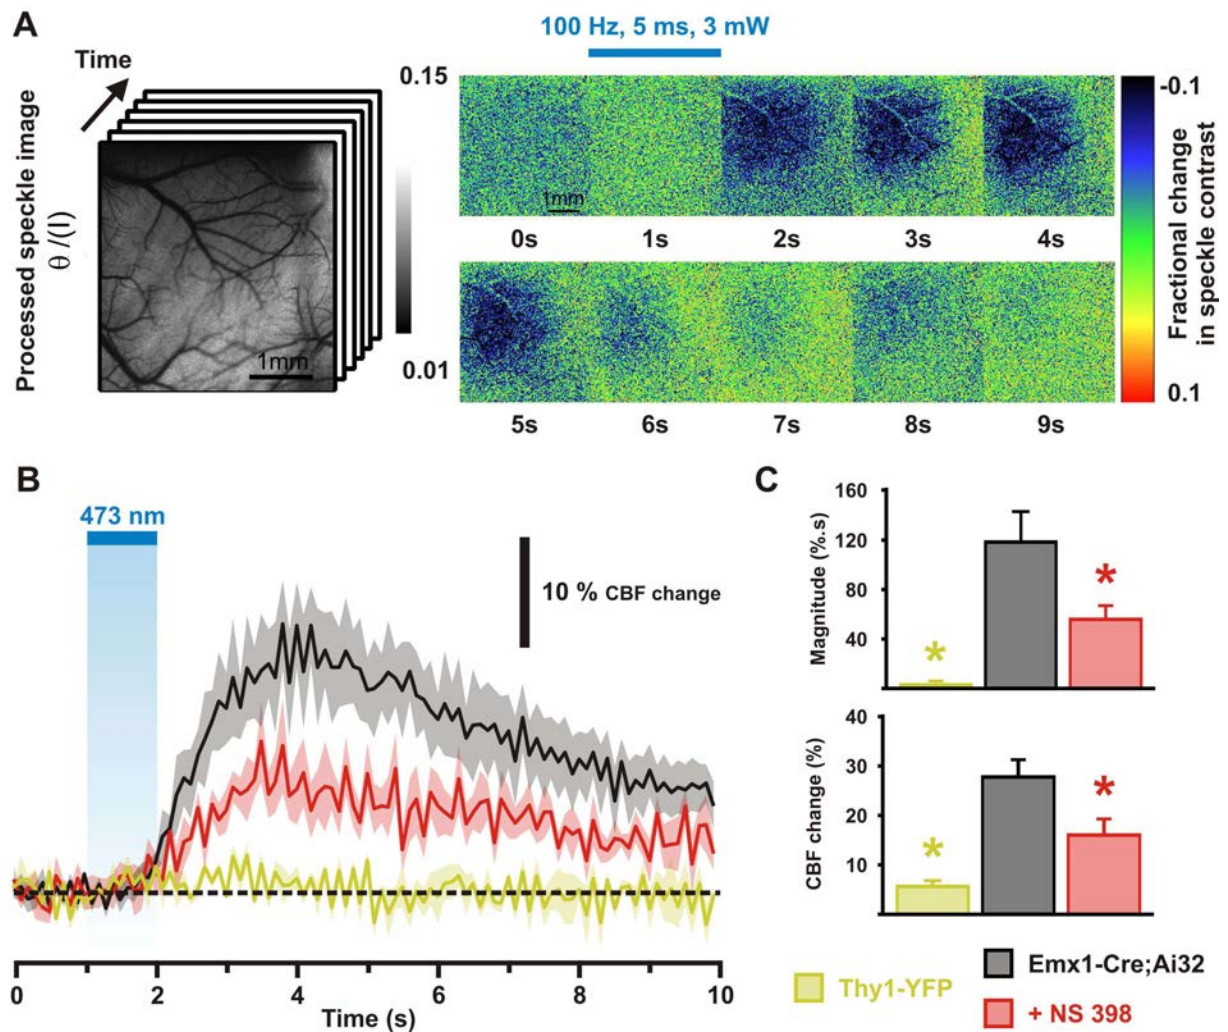 A
100 Hz, 5 ms, 3 mW
Time
Processed speckle image
θ /⟨I⟩
1mm
0.15
0.01
1mm
0s 1s 2s 3s 4s
5s 6s 7s 8s 9s
-0.1
Fractional change
in speckle contrast
0.1
B
473 nm
10 % CBF change
0 2 4 6 8 10
Time (s)
C
Magnitude (%.s)
160
120
80
40
*
*
CBF change (%)
40
30
20
10
*
*
Thy1-YFP
Emx1-Cre;Ai32
+ NS 398